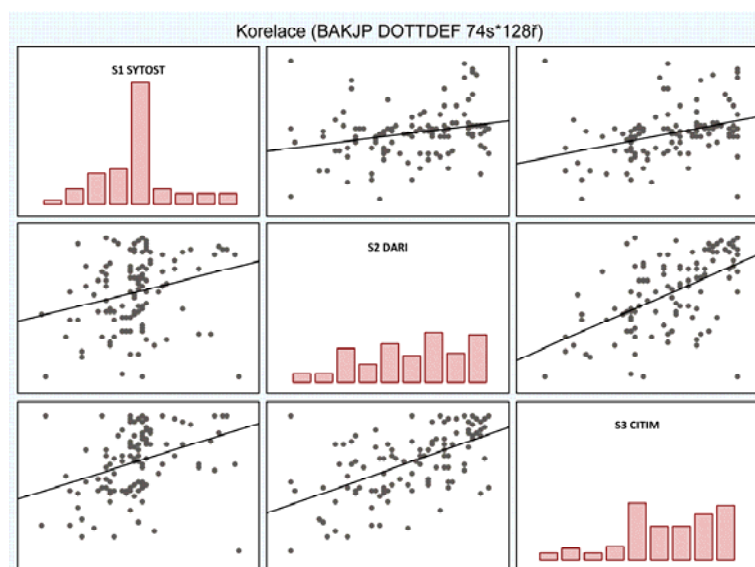 Korelace (BAKJP DOTTDEF 74s*128ř)
S1 SYTOST
S2 DARI
S3 CITIM